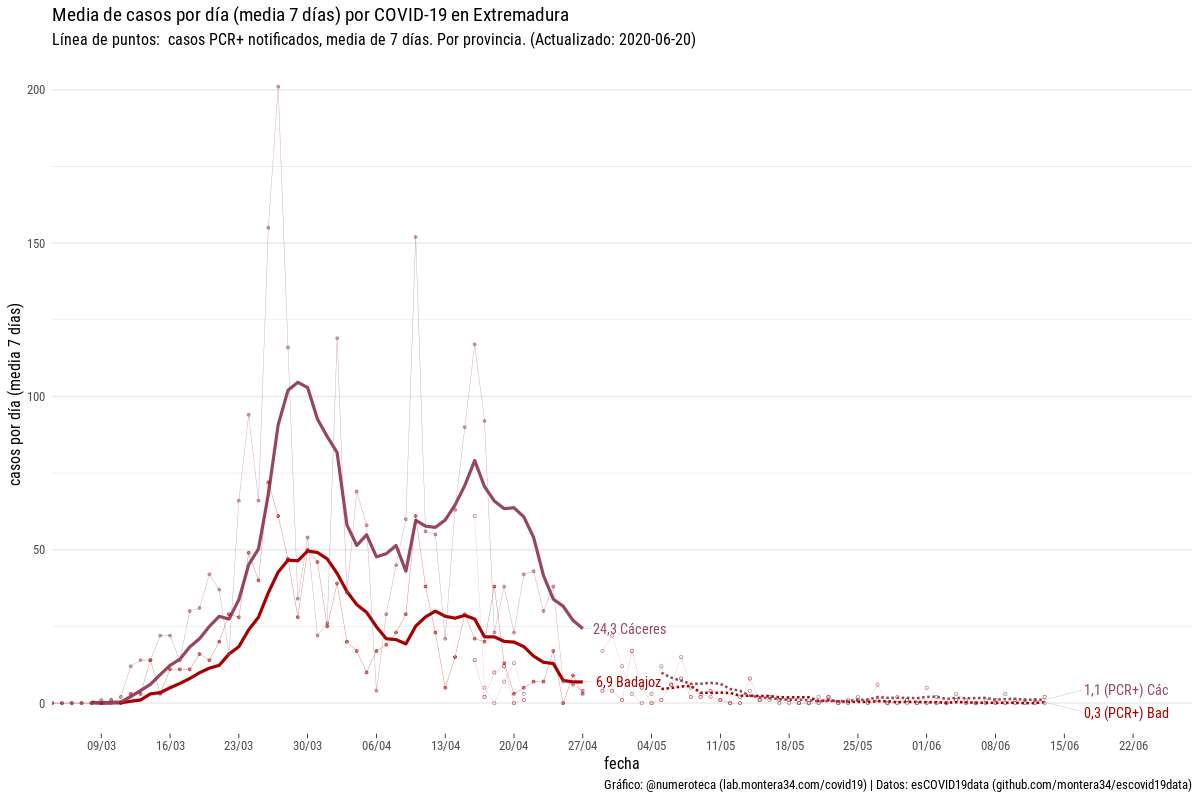 Media de casos por día (media 7 días) por COVID-19 en Extremadura
Línea de puntos:  casos PCR+ notificados, media de 7 días. Por provincia. (Actualizado: 2020-06-20)
casos por día (media 7 días)
200
150
100
50
0
24,3 Cáceres
6,9 Badajoz
1,1 (PCR+) Các
0,3 (PCR+) Bad
09/03
16/03
23/03
30/03
06/04
13/04
20/04
27/04
04/05
11/05
18/05
25/05
01/06
08/06
15/06
22/06
fecha
Gráfico: @numeroteca (lab.montera34.com/covid19) | Datos: esCOVID19data (github.com/montera34/escovid19data)